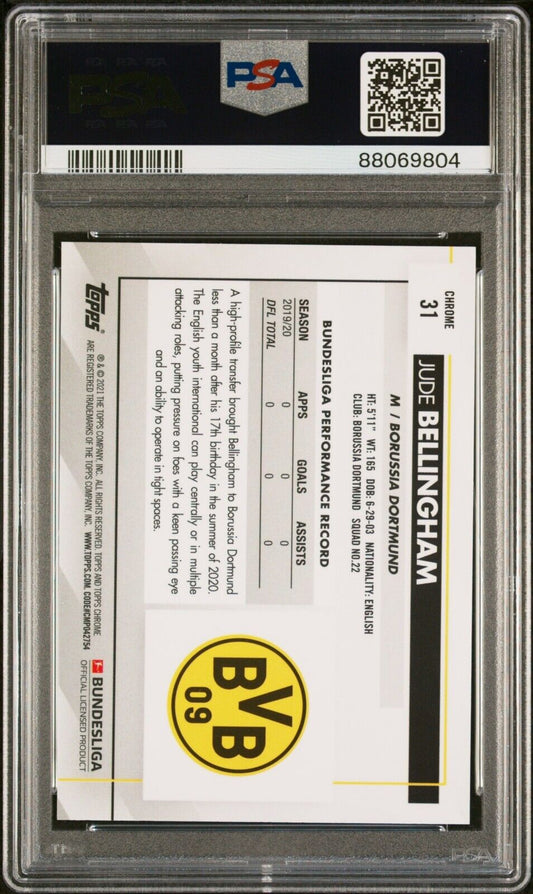 PSA
88069804
CHROME
31
JUDE BELLINGHAM
M / BORUSSIA DORTMUND
HT: 5'11" WT: 165 DOB: 6-29-03 NATIONALITY: ENGLISH
CLUB: BORUSSIA DORTMUND SQUAD NO.22
BUNDESLIGA PERFORMANCE RECORD
SEASON APPS GOALS ASSISTS
2019/20 0 0 0
DFL TOTAL 0 0 0
A high-profile transfer brought Bellingham to Borussia Dortmund
less than a month after his 17th birthday in the summer of 2020.
The English youth international can play centrally or in multiple
attacking roles, putting pressure on foes with a keen passing eye
and an ability to operate in tight spaces.
BVB
09
topps
® & © 2021 THE TOPPS COMPANY, INC. ALL RIGHTS RESERVED. TOPPS AND TOPPS CHROME
ARE REGISTERED TRADEMARKS OF THE TOPPS COMPANY, INC. WWW.TOPPS.COM. CODE#CMP042754
BUNDESLIGA
OFFICIAL LICENSED PRODUCT
PSA